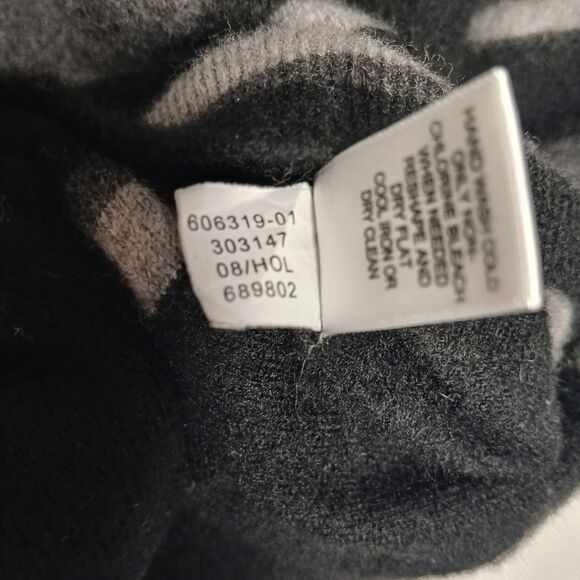 606319-01
303147
08/HOL
689802
HAND WASH COLD
ONLY NON-
CHLORINE BLEACH
WHEN NEEDED
RESHAPE AND
DRY FLAT
COOL IRON OR
DRY CLEAN